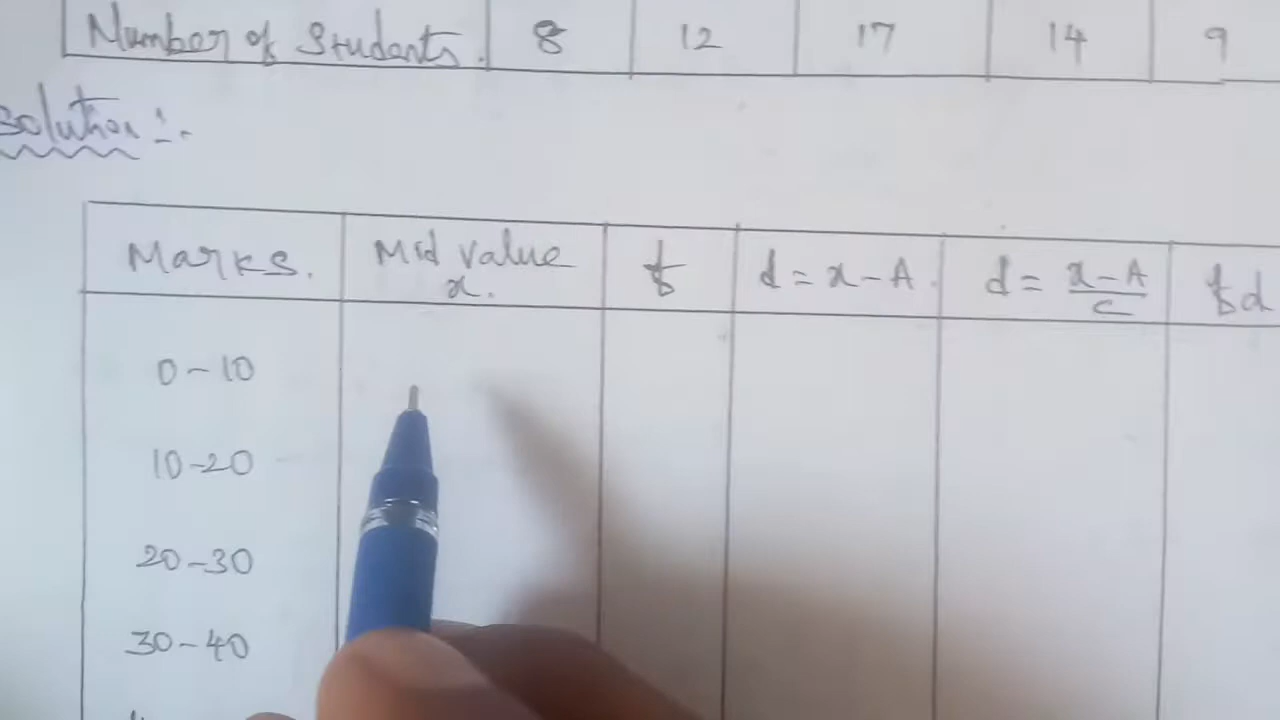 Number of Students. 8 12 17 14 9
Solution :-
Marks. Mid value x. f d = x - A. d = x - A / c fd
0 - 10
10 - 20
20 - 30
30 - 40